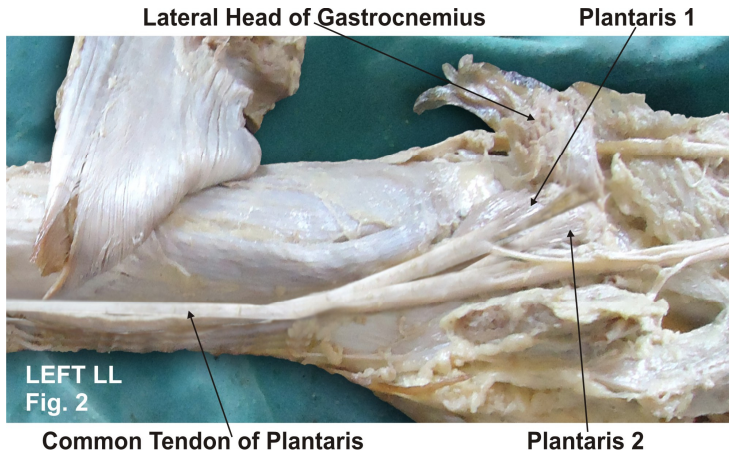 Lateral Head of Gastrocnemius
Plantaris 1
LEFT LL
Fig. 2
Common Tendon of Plantaris
Plantaris 2